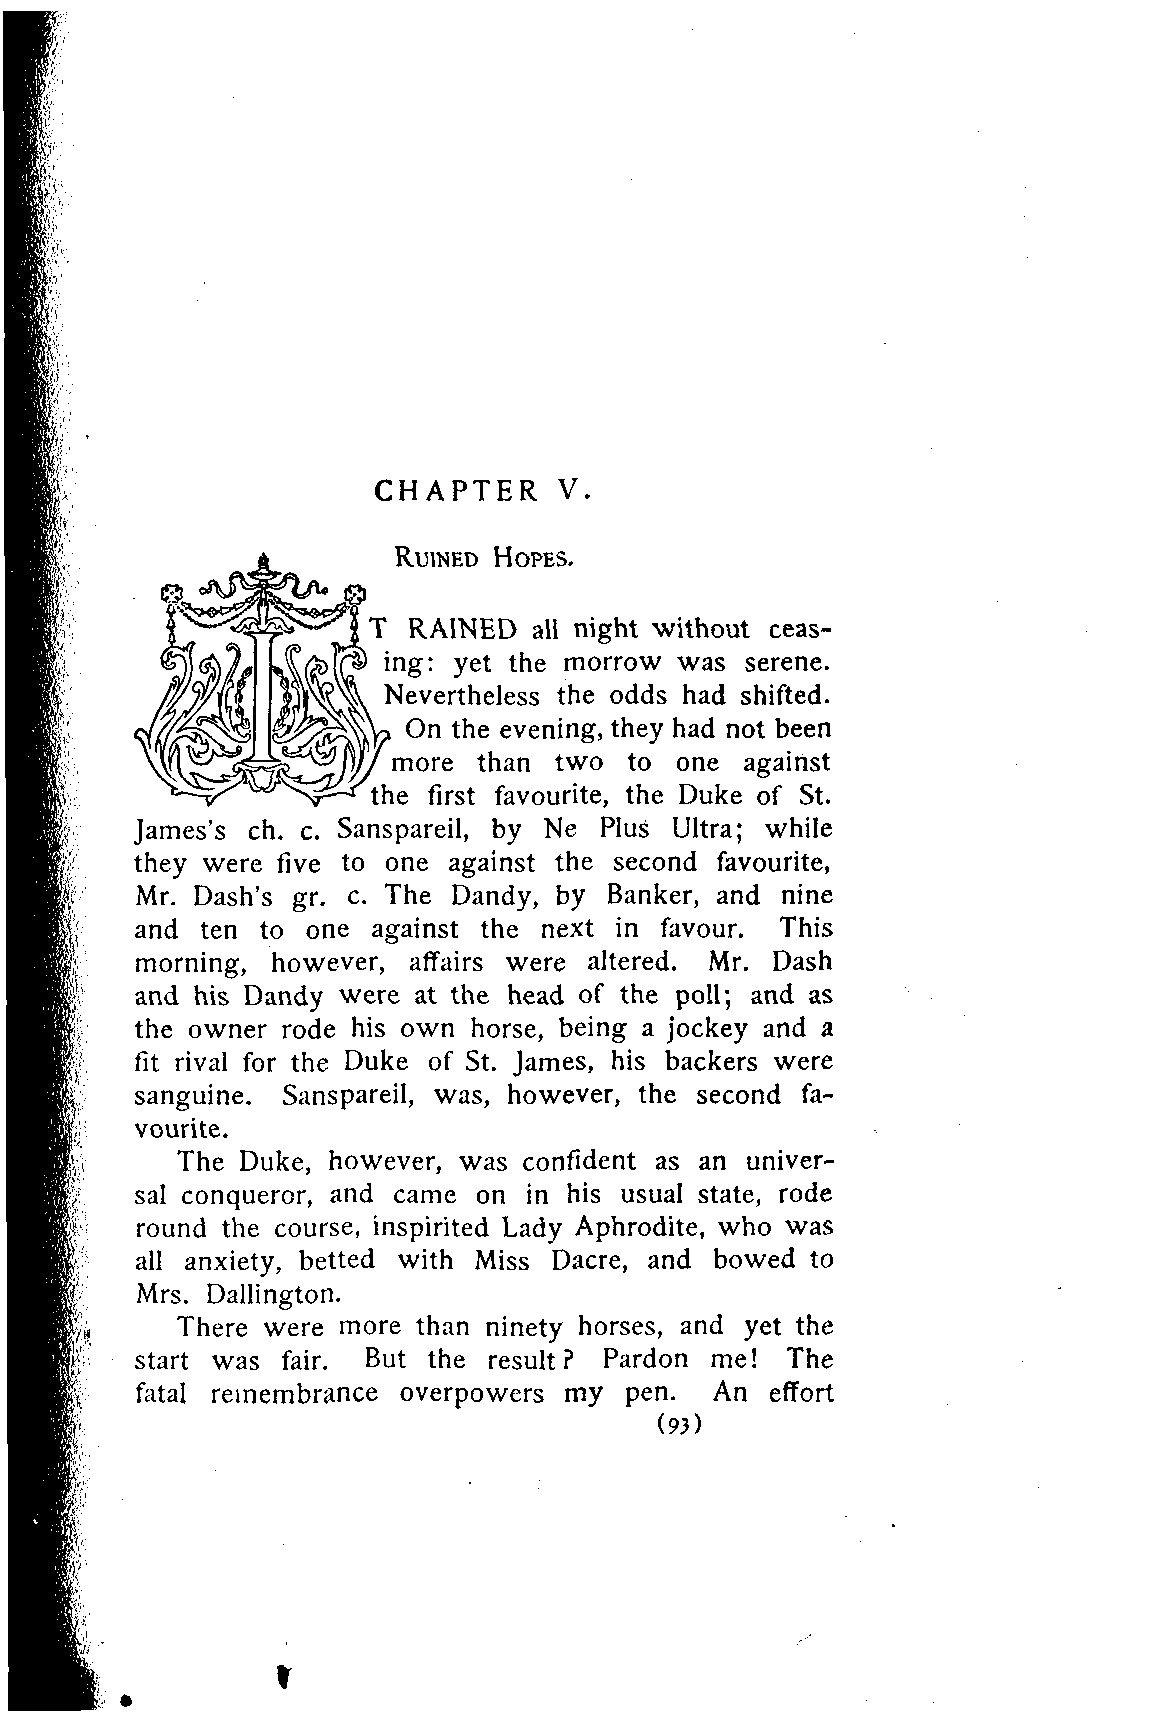 CHAPTER V.
RUINED HOPES.
IT RAINED all night without ceas-
ing: yet the morrow was serene.
Nevertheless the odds had shifted.
On the evening, they had not been
more than two to one against
the first favourite, the Duke of St.
James's ch. c. Sanspareil, by Ne Plus Ultra; while
they were five to one against the second favourite,
Mr. Dash's gr. c. The Dandy, by Banker, and nine
and ten to one against the next in favour. This
morning, however, affairs were altered. Mr. Dash
and his Dandy were at the head of the poll; and as
the owner rode his own horse, being a jockey and a
fit rival for the Duke of St. James, his backers were
sanguine. Sanspareil, was, however, the second fa-
vourite.
The Duke, however, was confident as an univer-
sal conqueror, and came on in his usual state, rode
round the course, inspirited Lady Aphrodite, who was
all anxiety, betted with Miss Dacre, and bowed to
Mrs. Dallington.
There were more than ninety horses, and yet the
start was fair. But the result? Pardon me! The
fatal remembrance overpowers my pen. An effort
(93)